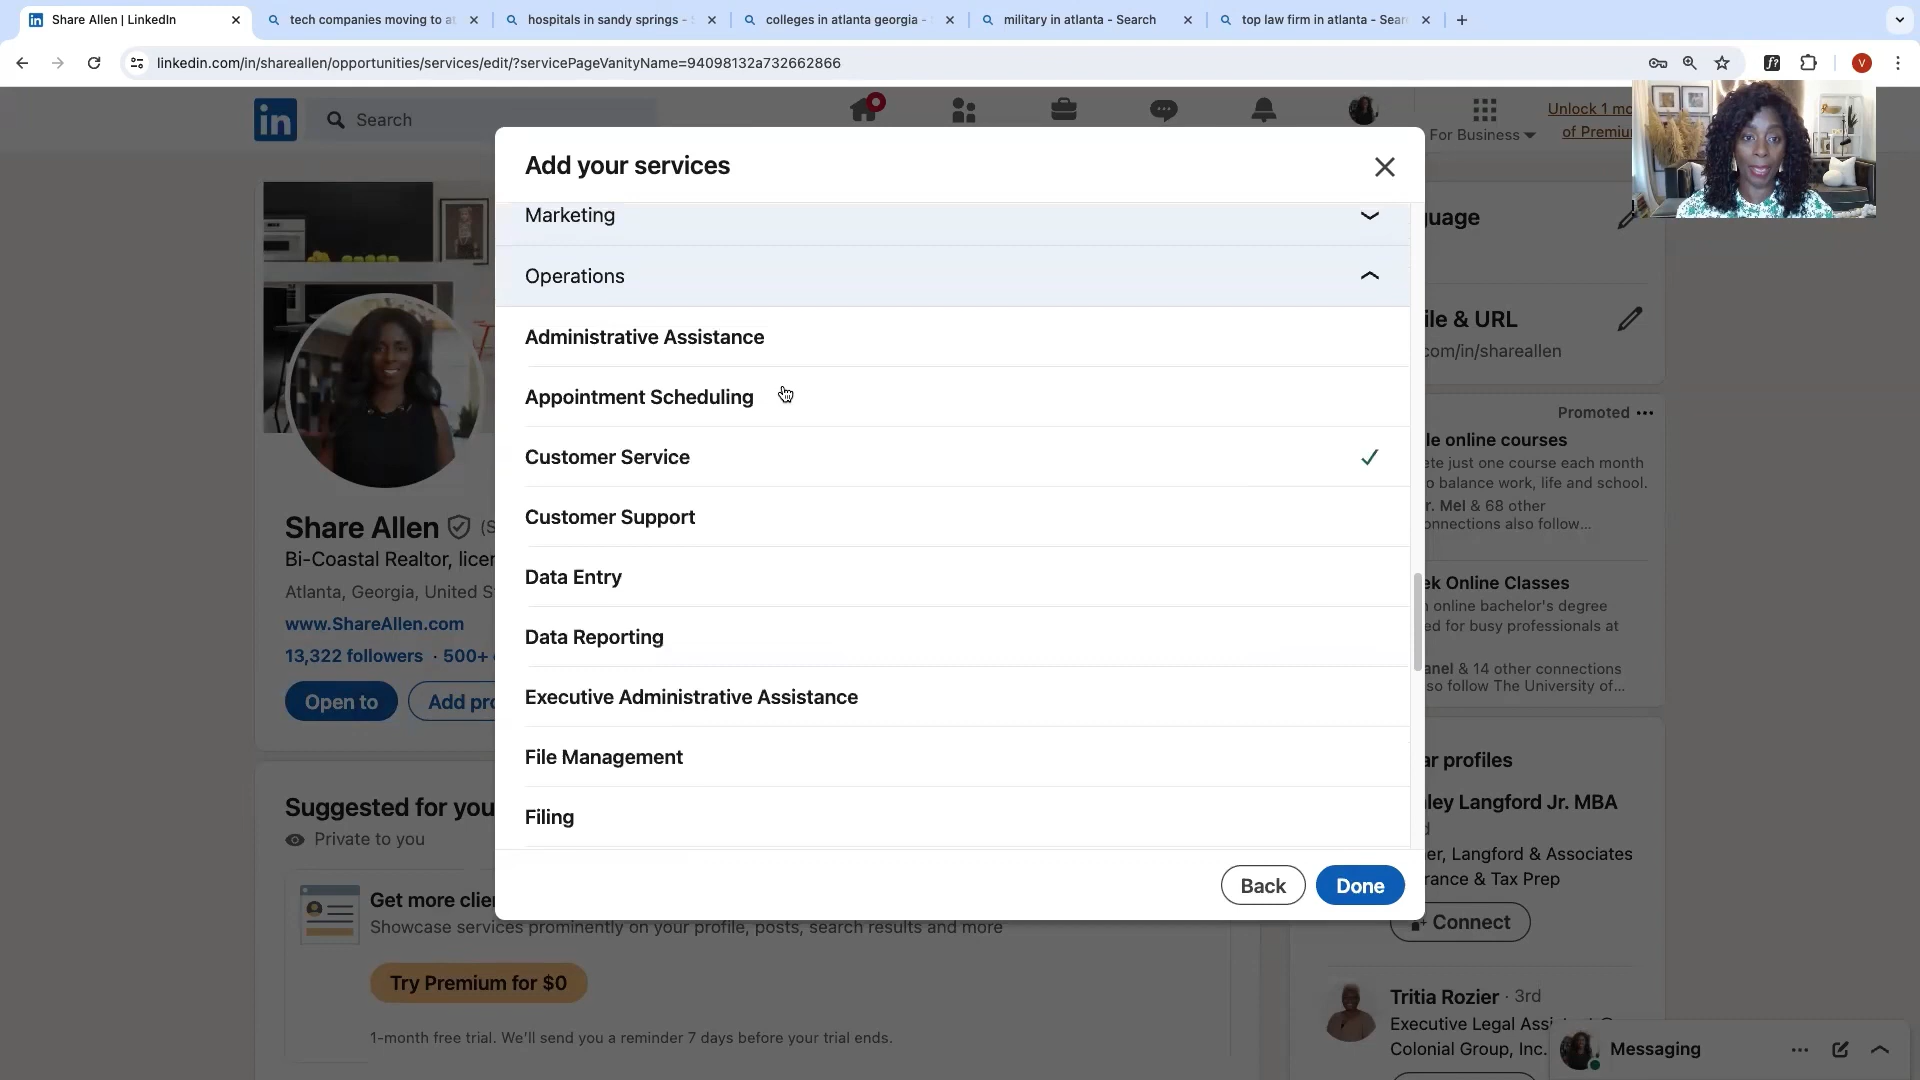 Share Allen | LinkedIn
tech companies moving to at
hospitals in sandy springs -
colleges in atlanta georgia -
military in atlanta - Search
top law firm in atlanta - Sear
linkedin.com/in/shareallen/opportunities/services/edit/?servicePageVanityName=94098132a732662866
V
in
Search
For Business
Unlock 1 mo
of Premiu
Add your services
Marketing
Operations
Administrative Assistance
Appointment Scheduling
Customer Service
Customer Support
Data Entry
Data Reporting
Executive Administrative Assistance
File Management
Filing
Back
Done
Share Allen
(S
Bi-Coastal Realtor, licen
Atlanta, Georgia, United S
www.ShareAllen.com
13,322 followers · 500+
Open to
Add pro
Suggested for you
Private to you
Get more clie
Showcase services prominently on your profile, posts, search results and more
Try Premium for $0
1-month free trial. We'll send you a reminder 7 days before your trial ends.
uage
ile & URL
com/in/shareallen
Promoted
le online courses
ete just one course each month
o balance work, life and school.
r. Mel & 68 other
onnections also follow...
ek Online Classes
online bachelor's degree
ed for busy professionals at
anel & 14 other connections
so follow The University of...
ar profiles
ley Langford Jr. MBA
er, Langford & Associates
rance & Tax Prep
Connect
Tritia Rozier · 3rd
Executive Legal Assi
Colonial Group, Inc.
Messaging